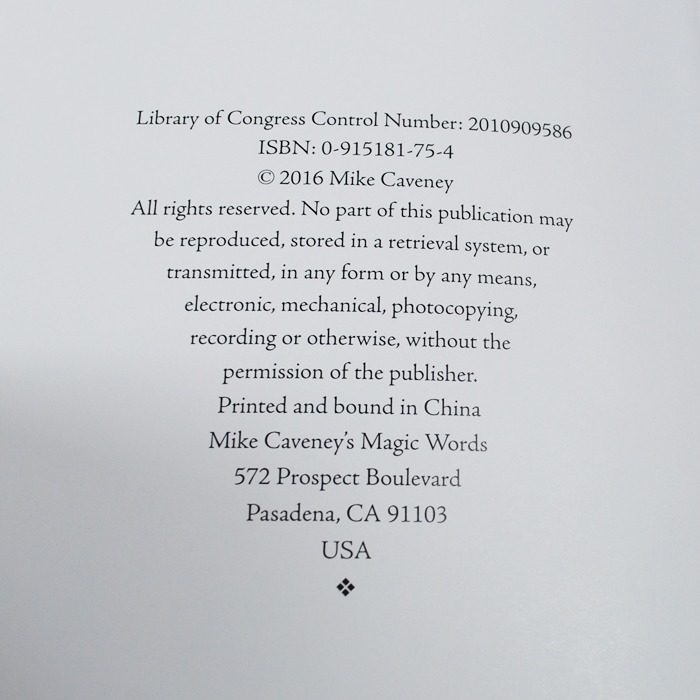 Library of Congress Control Number: 2010909586
ISBN: 0-915181-75-4
© 2016 Mike Caveney
All rights reserved. No part of this publication may
be reproduced, stored in a retrieval system, or
transmitted, in any form or by any means,
electronic, mechanical, photocopying,
recording or otherwise, without the
permission of the publisher.
Printed and bound in China
Mike Caveney's Magic Words
572 Prospect Boulevard
Pasadena, CA 91103
USA